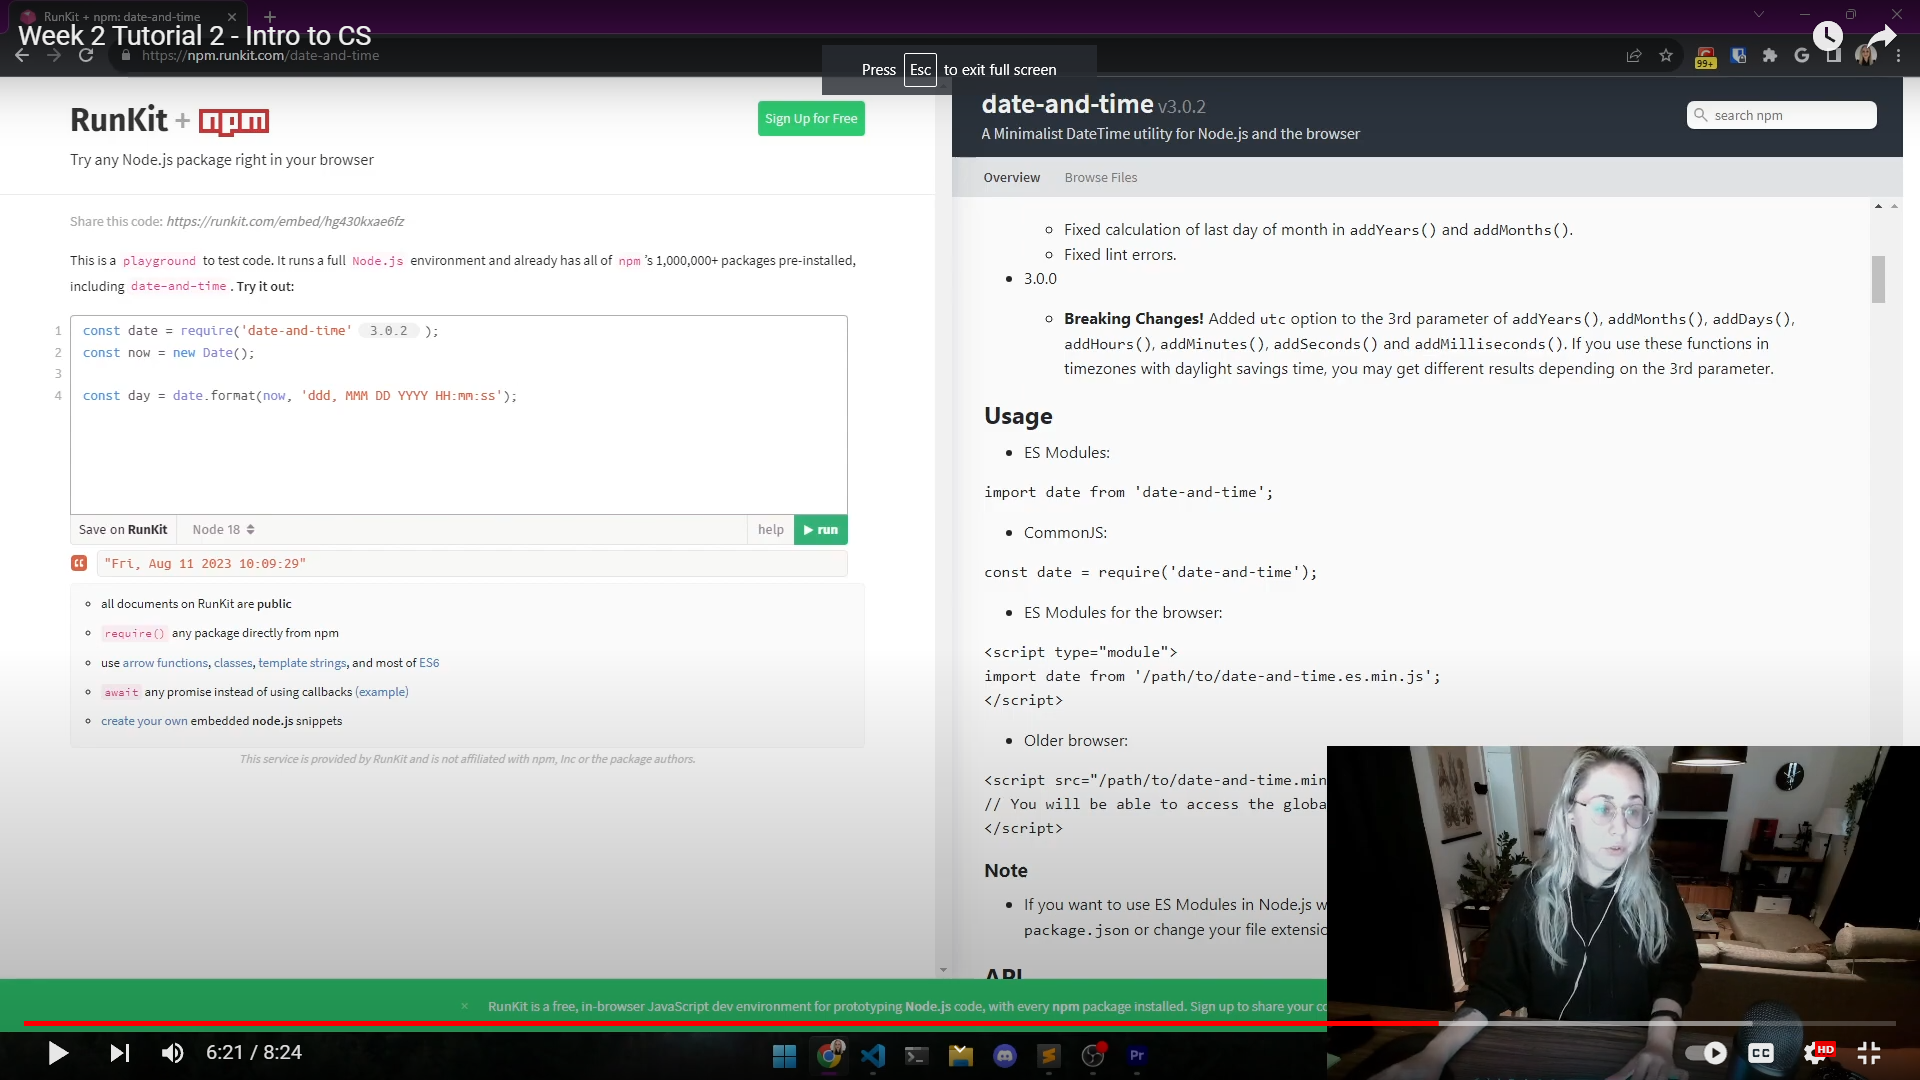 RunKit + npm: date-and-time
Week 2 Tutorial 2 - Intro to CS
https://npm.runkit.com/date-and-time
Press Esc to exit full screen
99+
RunKit + npm
Sign Up for Free
Try any Node.js package right in your browser
Share this code: https://runkit.com/embed/hg430kxae6fz
This is a playground to test code. It runs a full Node.js environment and already has all of npm 's 1,000,000+ packages pre-installed,
including date-and-time . Try it out:
1 const date = require('date-and-time' 3.0.2 );
2 const now = new Date();
3
4 const day = date.format(now, 'ddd, MMM DD YYYY HH:mm:ss');
Save on RunKit Node 18 help run
"Fri, Aug 11 2023 10:09:29"
all documents on RunKit are public
require() any package directly from npm
use arrow functions, classes, template strings, and most of ES6
await any promise instead of using callbacks (example)
create your own embedded node.js snippets
This service is provided by RunKit and is not affiliated with npm, Inc or the package authors.
date-and-time v3.0.2
A Minimalist DateTime utility for Node.js and the browser
search npm
Overview Browse Files
Fixed calculation of last day of month in addYears() and addMonths().
Fixed lint errors.
3.0.0
Breaking Changes! Added utc option to the 3rd parameter of addYears(), addMonths(), addDays(),
addHours(), addMinutes(), addSeconds() and addMilliseconds(). If you use these functions in
timezones with daylight savings time, you may get different results depending on the 3rd parameter.
Usage
ES Modules:
import date from 'date-and-time';
CommonJS:
const date = require('date-and-time');
ES Modules for the browser:
<script type="module">
import date from '/path/to/date-and-time.es.min.js';
</script>
Older browser:
<script src="/path/to/date-and-time.min
// You will be able to access the globa
</script>
Note
If you want to use ES Modules in Node.js w
package.json or change your file extensio
API
× RunKit is a free, in-browser JavaScript dev environment for prototyping Node.js code, with every npm package installed. Sign up to share your co
6:21 / 8:24
Pr
CC
HD